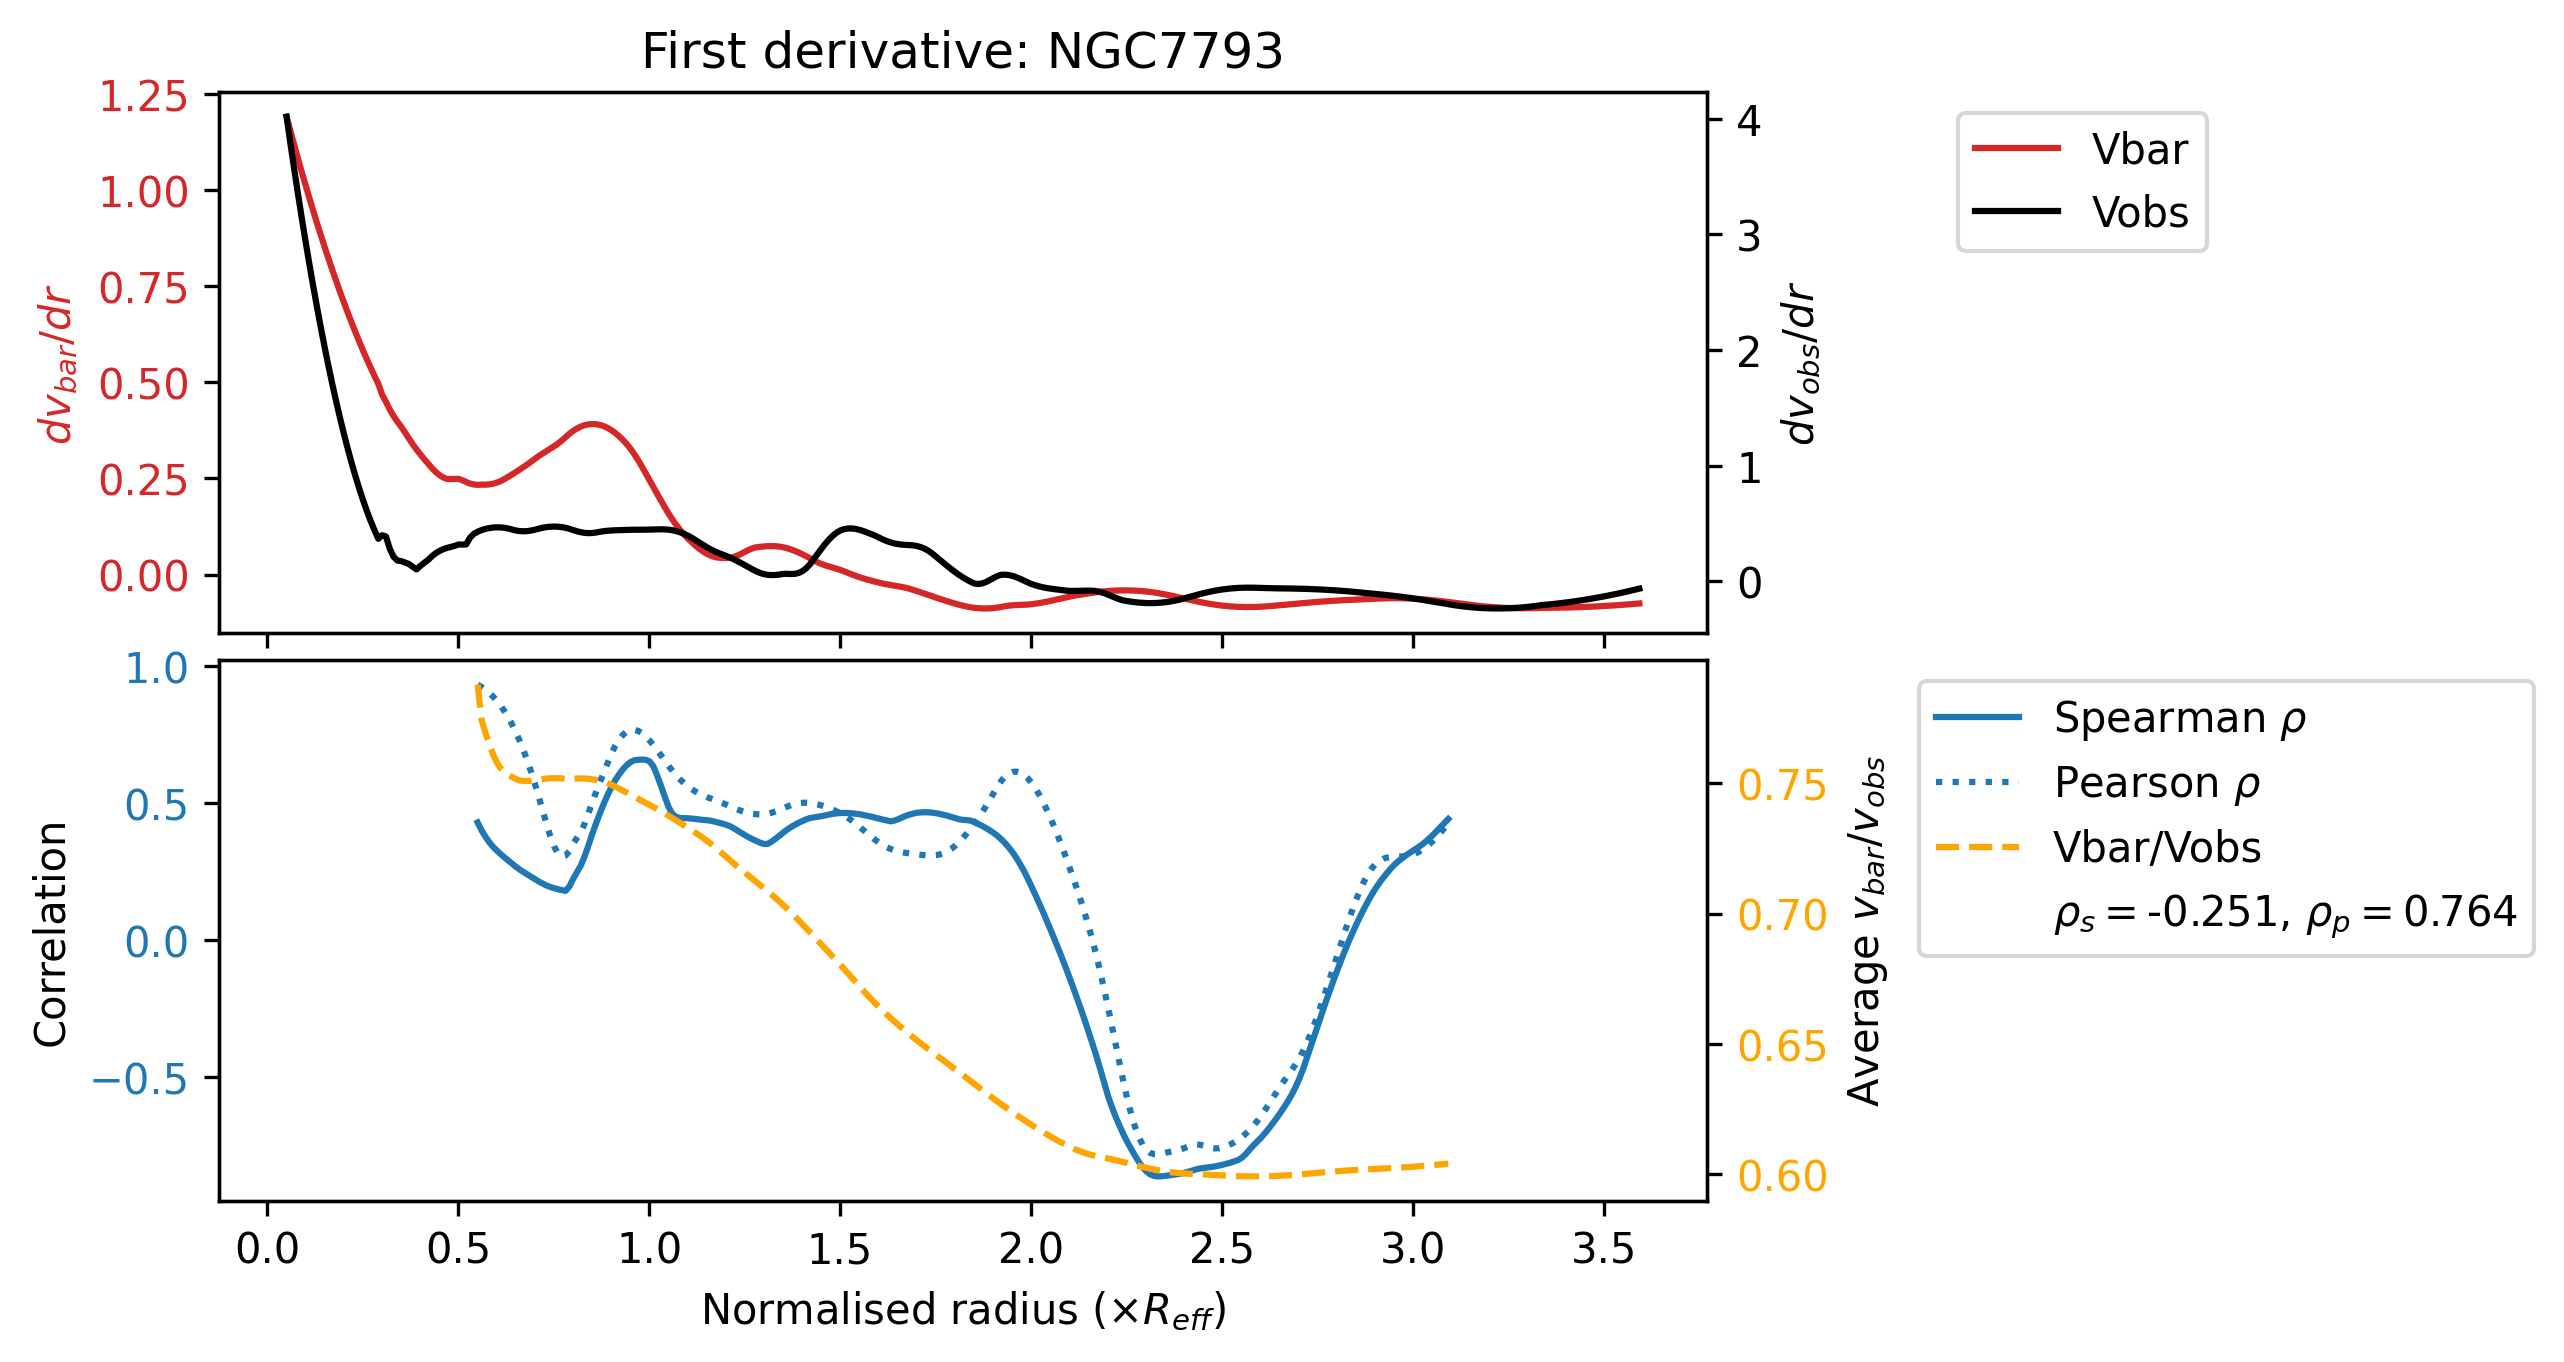 First derivative: NGC7793
1.25
1.00
0.75
0.50
0.25
0.00
dv_bar/dr
4
3
2
1
0
dv_obs/dr
Vbar
Vobs
1.0
0.5
0.0
−0.5
Correlation
0.75
0.70
0.65
0.60
Average v_bar/v_obs
Spearman ρ
Pearson ρ
Vbar/Vobs
ρ_s = -0.251, ρ_p = 0.764
0.0 0.5 1.0 1.5 2.0 2.5 3.0 3.5
Normalised radius (×R_eff)